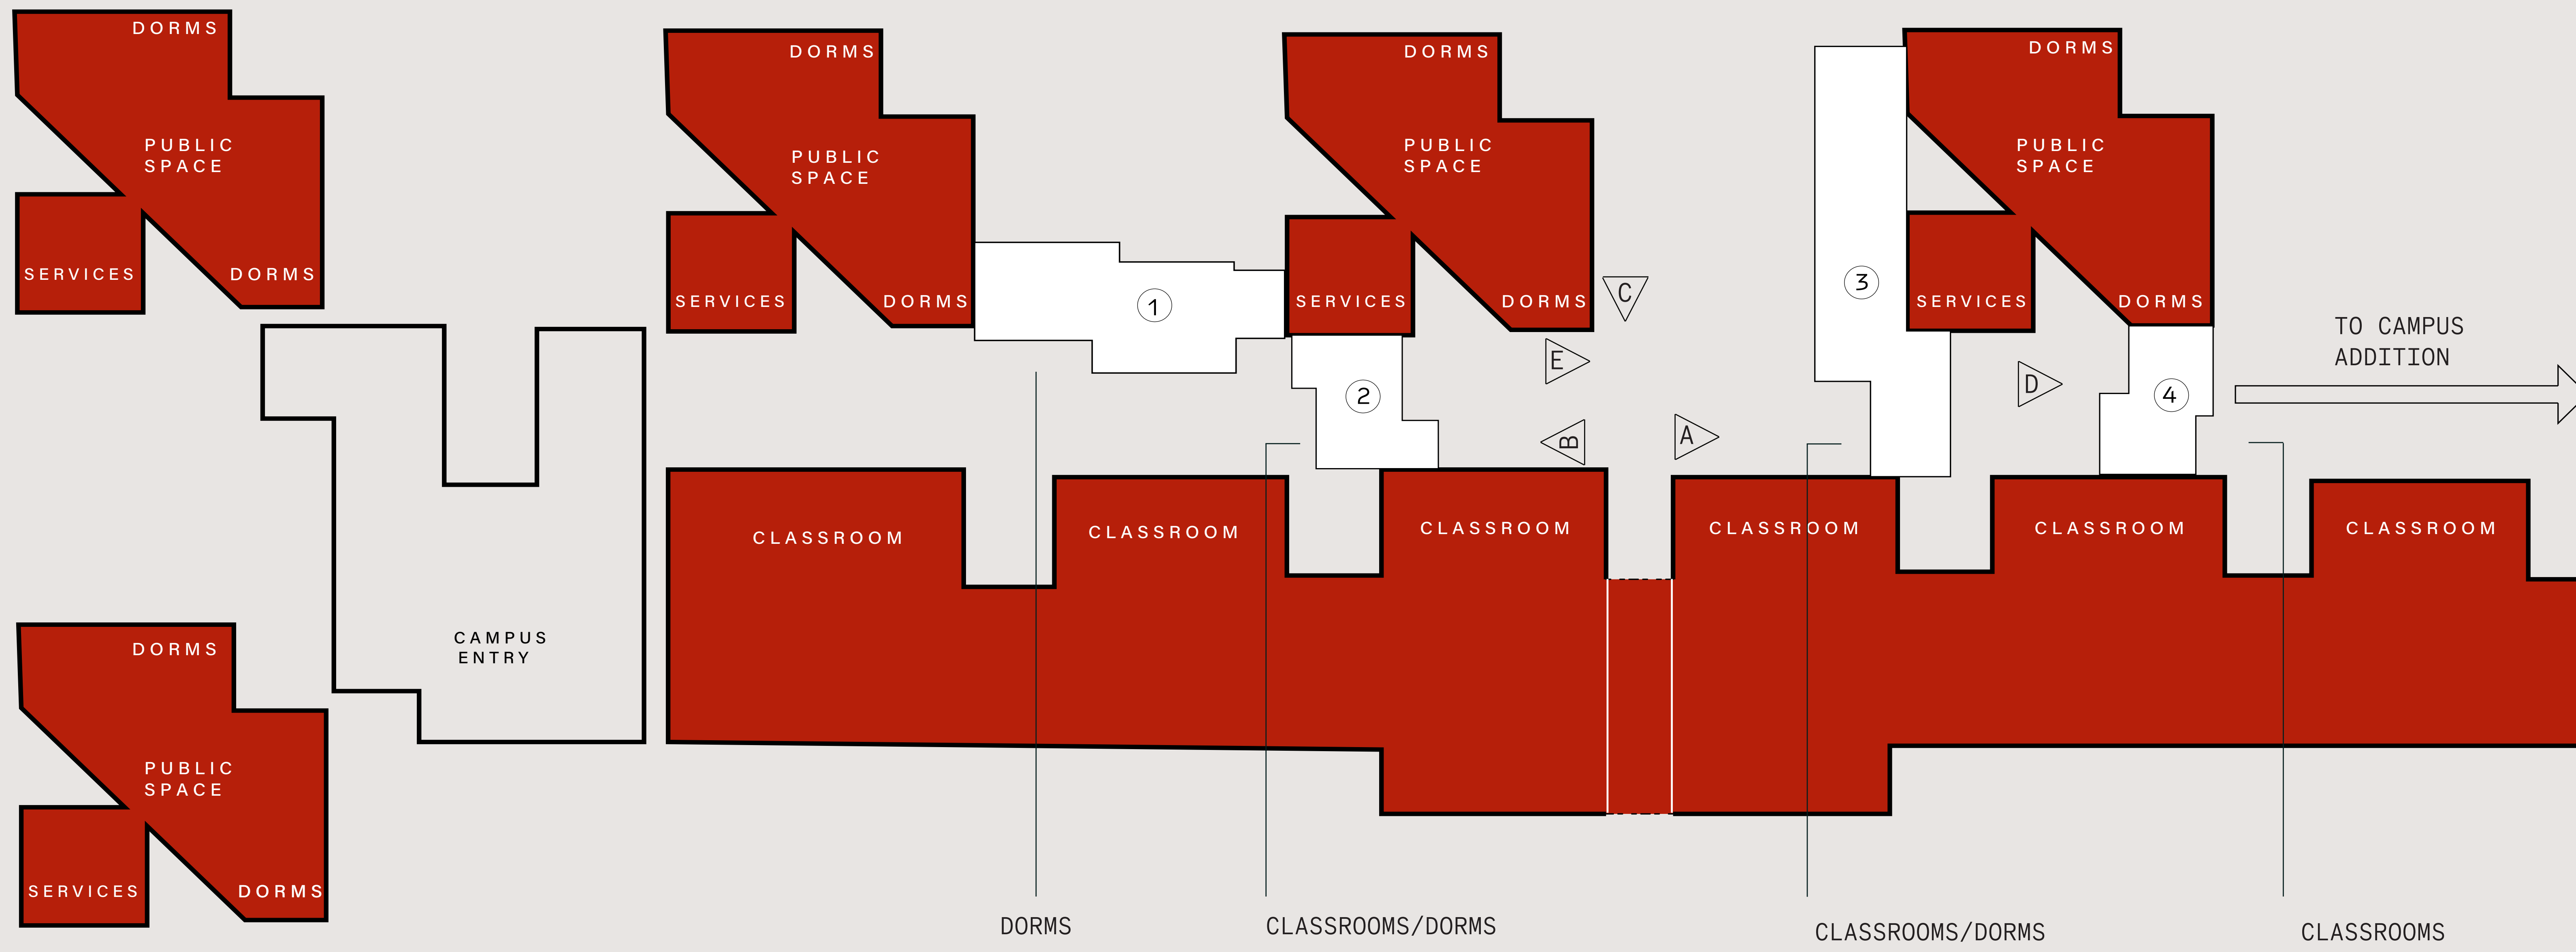 DORMS
PUBLIC
SPACE
SERVICES
DORMS
DORMS
PUBLIC
SPACE
SERVICES
DORMS
1
DORMS
PUBLIC
SPACE
SERVICES
DORMS
2
C
E
B
A
3
DORMS
PUBLIC
SPACE
SERVICES
DORMS
D
4
TO CAMPUS
ADDITION
CAMPUS
ENTRY
CLASSROOM
CLASSROOM
CLASSROOM
CLASSROOM
CLASSROOM
CLASSROOM
DORMS
PUBLIC
SPACE
SERVICES
DORMS
DORMS
CLASSROOMS/DORMS
CLASSROOMS/DORMS
CLASSROOMS